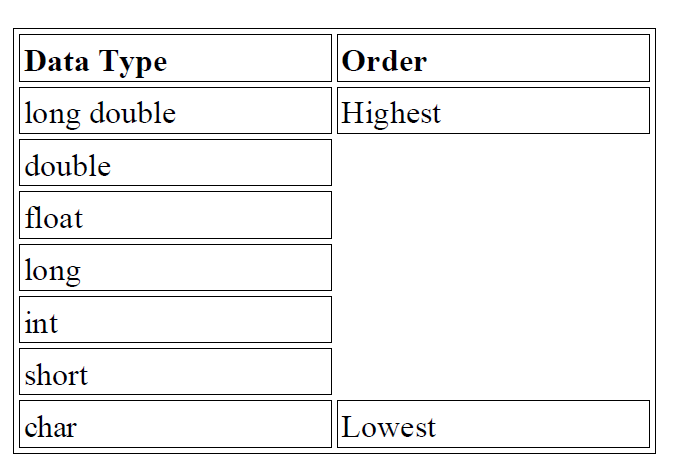 Data Type Order
long double Highest
double
float
long
int
short
char Lowest